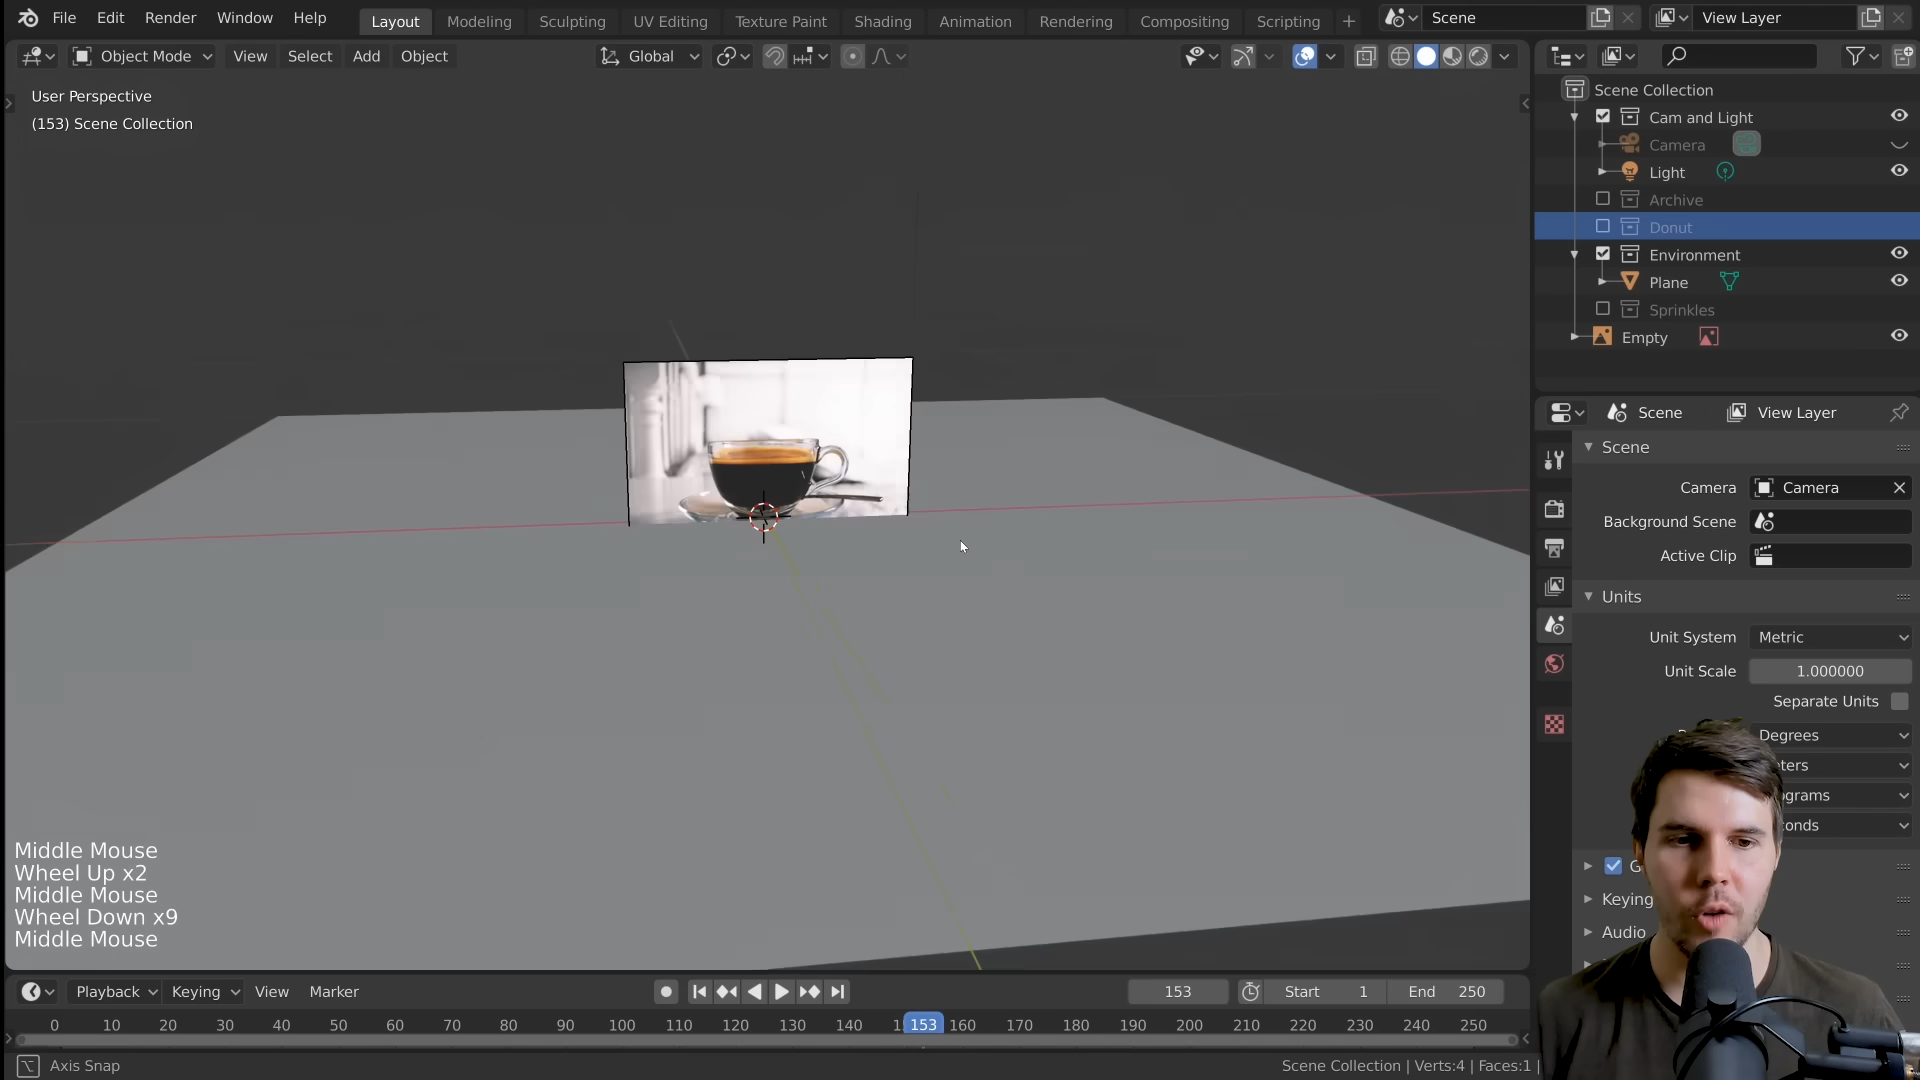 File Edit Render Window Help
Layout Modeling Sculpting UV Editing Texture Paint Shading Animation Rendering Compositing Scripting +
Scene
View Layer
Object Mode View Select Add Object
Global
User Perspective
(153) Scene Collection
Scene Collection
Cam and Light
Camera
Light
Archive
Donut
Environment
Plane
Sprinkles
Empty
Scene View Layer
Scene
Camera Camera
Background Scene
Active Clip
Units
Unit System Metric
Unit Scale 1.000000
Separate Units
Degrees
Keying
Audio
Middle Mouse
Wheel Up x2
Middle Mouse
Wheel Down x9
Middle Mouse
Playback Keying View Marker
153 Start 1 End 250
0 10 20 30 40 50 60 70 80 90 100 110 120 130 140 153 160 170 180 190 200 210 220 230 240 250
Axis Snap
Scene Collection | Verts:4 | Faces:1 |